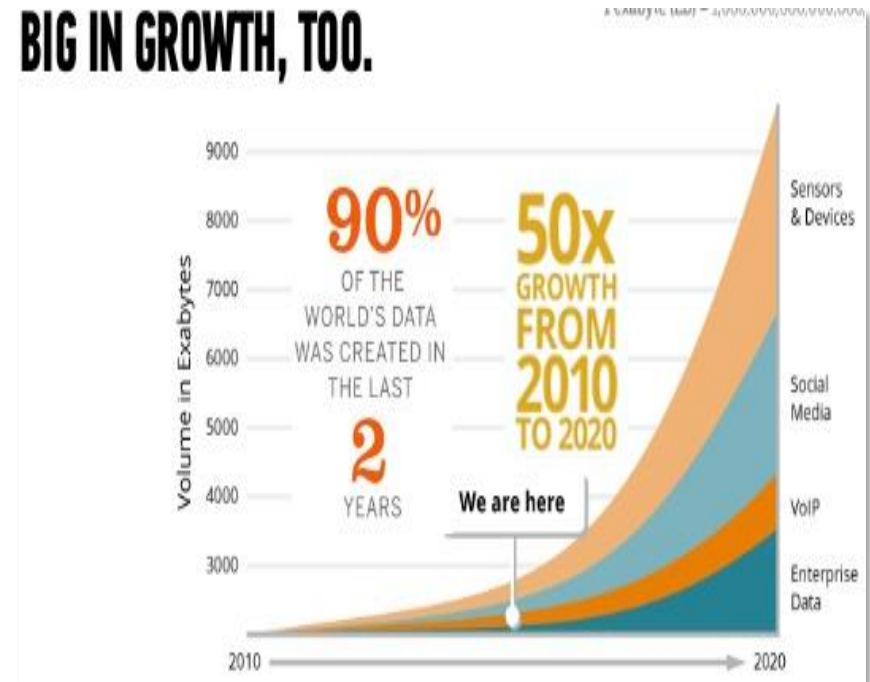 BIG IN GROWTH, TOO.
9000
8000
7000
6000
5000
4000
3000
Volume in Exabytes
90%
OF THE
WORLD'S DATA
WAS CREATED IN
THE LAST
2
YEARS
50x
GROWTH
FROM
2010
TO 2020
We are here
Sensors
& Devices
Social
Media
VoIP
Enterprise
Data
2010
2020